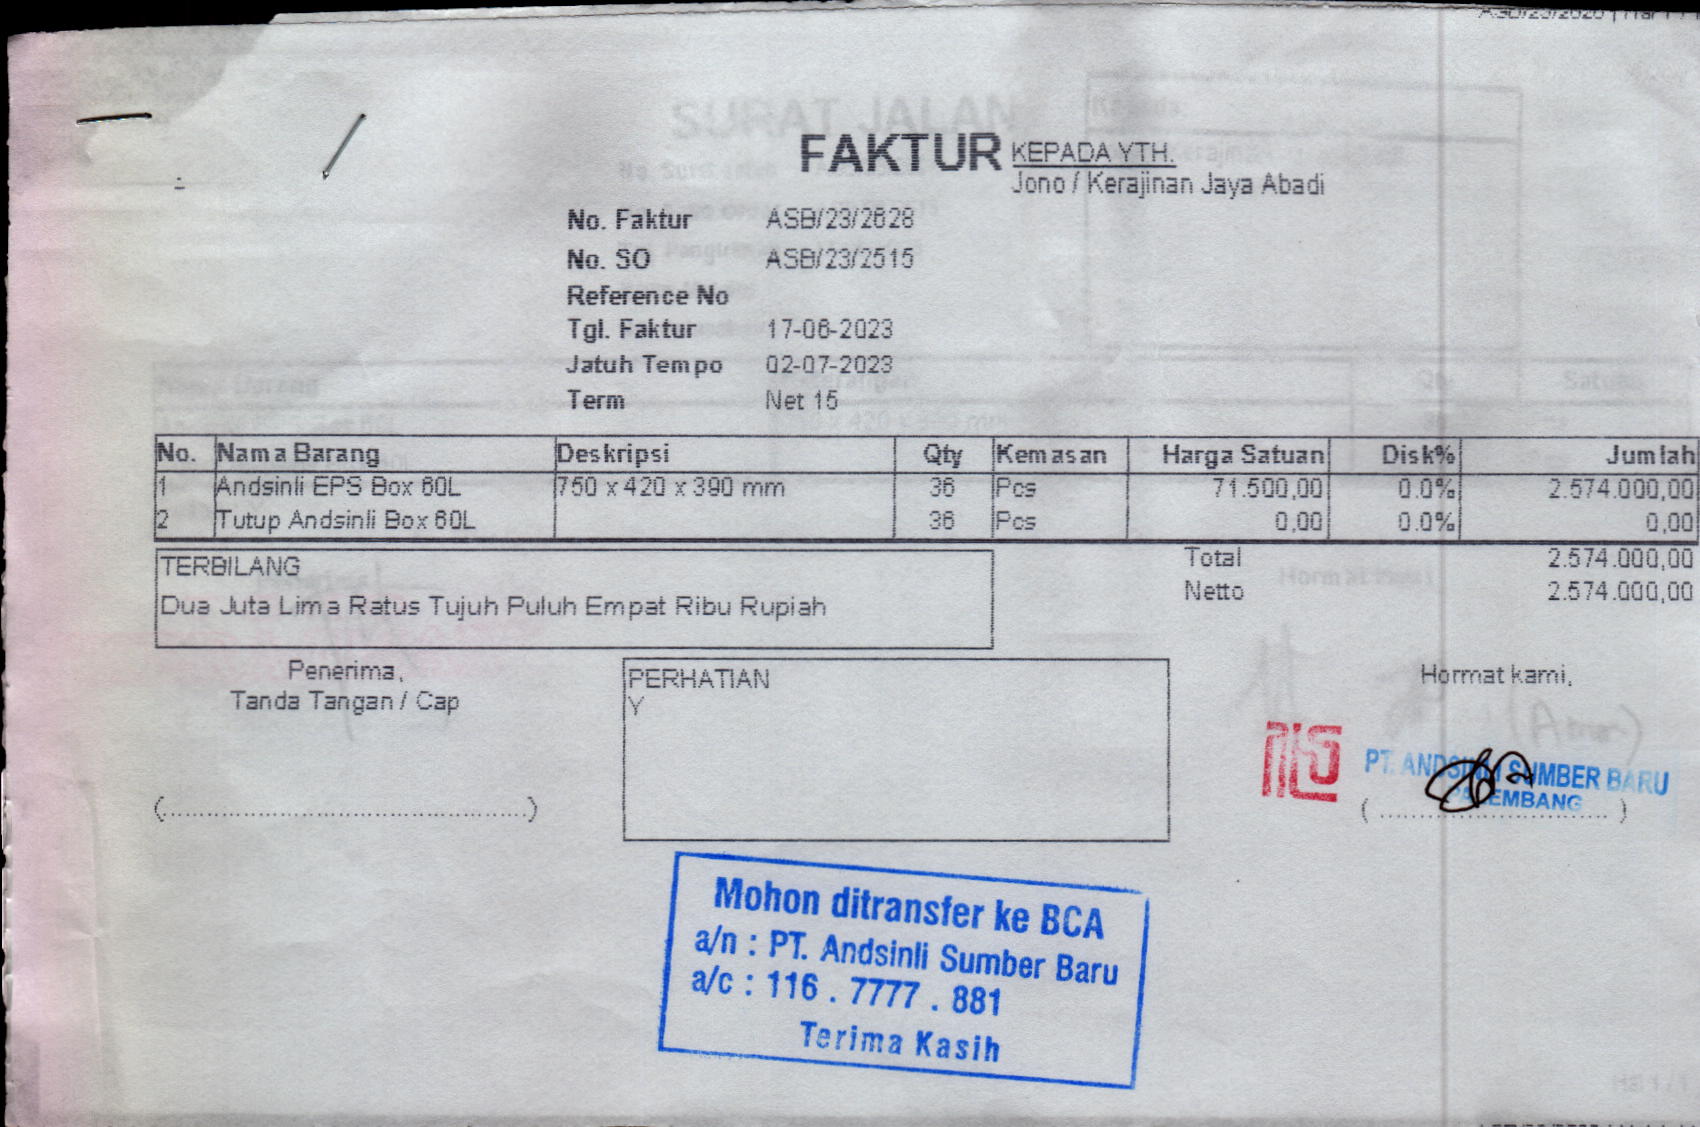 FAKTUR
KEPADA YTH.
Jono / Kerajinan Jaya Abadi
No. Faktur ASB/23/2628
No. SO ASB/23/2515
Reference No
Tgl. Faktur 17-06-2023
Jatuh Tempo 02-07-2023
Term Net 15
No. Nama Barang Deskripsi Qty Kemasan Harga Satuan Disk% Jumlah
1 Andsinli EPS Box 60L 750 x 420 x 390 mm 36 Pcs 71.500,00 0.0% 2.574.000,00
2 Tutup Andsinli Box 60L 36 Pcs 0,00 0.0% 0,00
TERBILANG
Dua Juta Lima Ratus Tujuh Puluh Empat Ribu Rupiah
Total 2.574.000,00
Netto 2.574.000,00
Penerima,
Tanda Tangan / Cap
(..............................................)
PERHATIAN
Y
Hormat kami,
PT. ANDSINLI SUMBER BARU
PALEMBANG
( ............................. )
Mohon ditransfer ke BCA
a/n : PT. Andsinli Sumber Baru
a/c : 116 . 7777 . 881
Terima Kasih